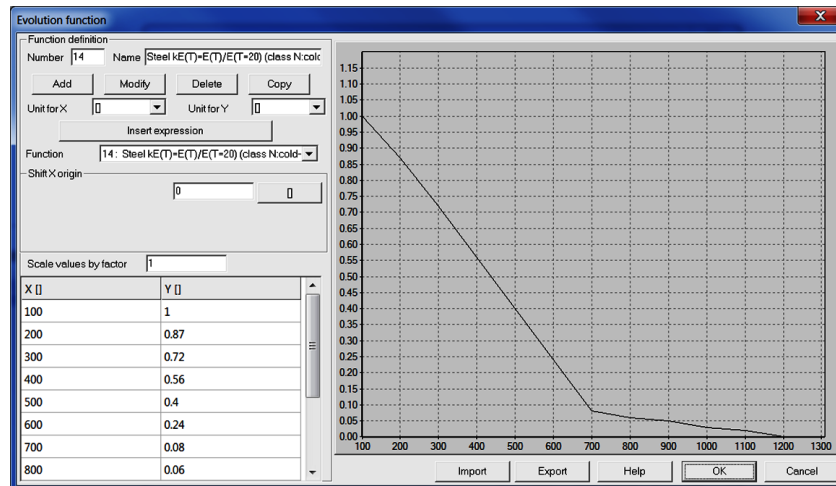 Evolution function
X
Function definition
Number 14 Name Steel kE(T)=E(T)/E(T=20) (class N:cold
Add Modify Delete Copy
Unit for X [] Unit for Y []
Insert expression
Function 14: Steel kE(T)=E(T)/E(T=20) (class N:cold-
Shift X origin
0 []
Scale values by factor 1
X [] Y []
100 1
200 0.87
300 0.72
400 0.56
500 0.4
600 0.24
700 0.08
800 0.06
1.15
1.10
1.05
1.00
0.95
0.90
0.85
0.80
0.75
0.70
0.65
0.60
0.55
0.50
0.45
0.40
0.35
0.30
0.25
0.20
0.15
0.10
0.05
0.00
100 200 300 400 500 600 700 800 900 1000 1100 1200 1300
Import Export Help OK Cancel